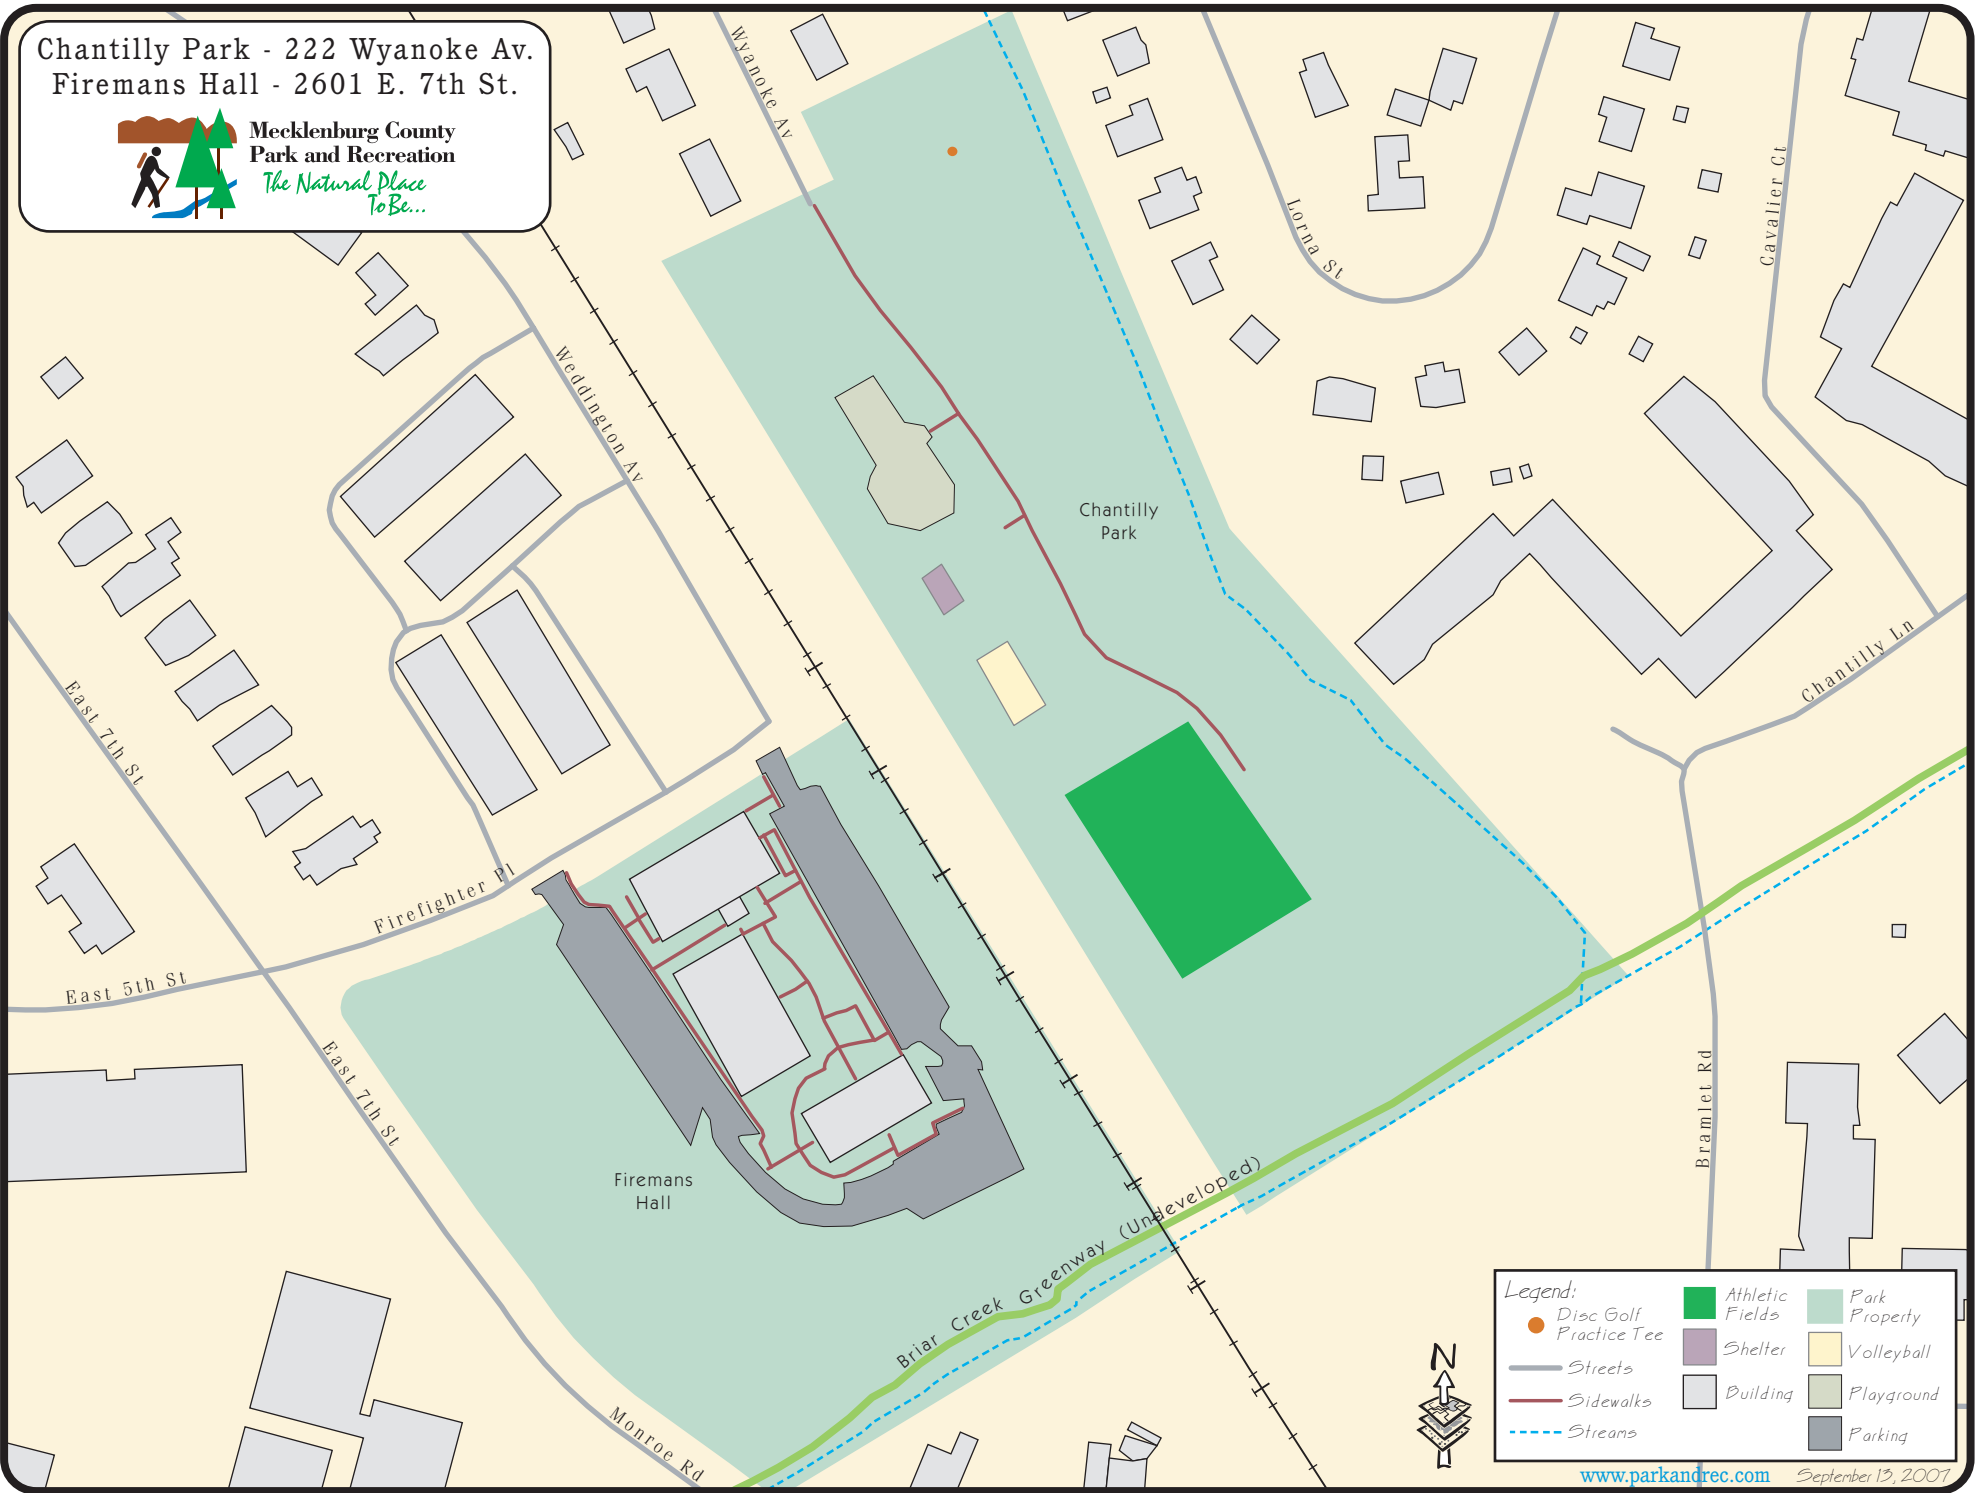 Chantilly Park - 222 Wyanoke Av.
Firemans Hall - 2601 E. 7th St.
Mecklenburg County
Park and Recreation
The Natural Place
To Be...
Wyanoke Av
Lorna St
Cavalier Ct
Weddington Av
Chantilly
Park
East 7th St
Chantilly Ln
Firefighter Pl
East 5th St
East 7th St
Bramlet Rd
Firemans
Hall
Briar Creek Greenway (Undeveloped)
Monroe Rd
N
Legend:
Disc Golf
Practice Tee
Streets
Sidewalks
Streams
Athletic
Fields
Shelter
Building
Park
Property
Volleyball
Playground
Parking
www.parkandrec.com
September 13, 2007